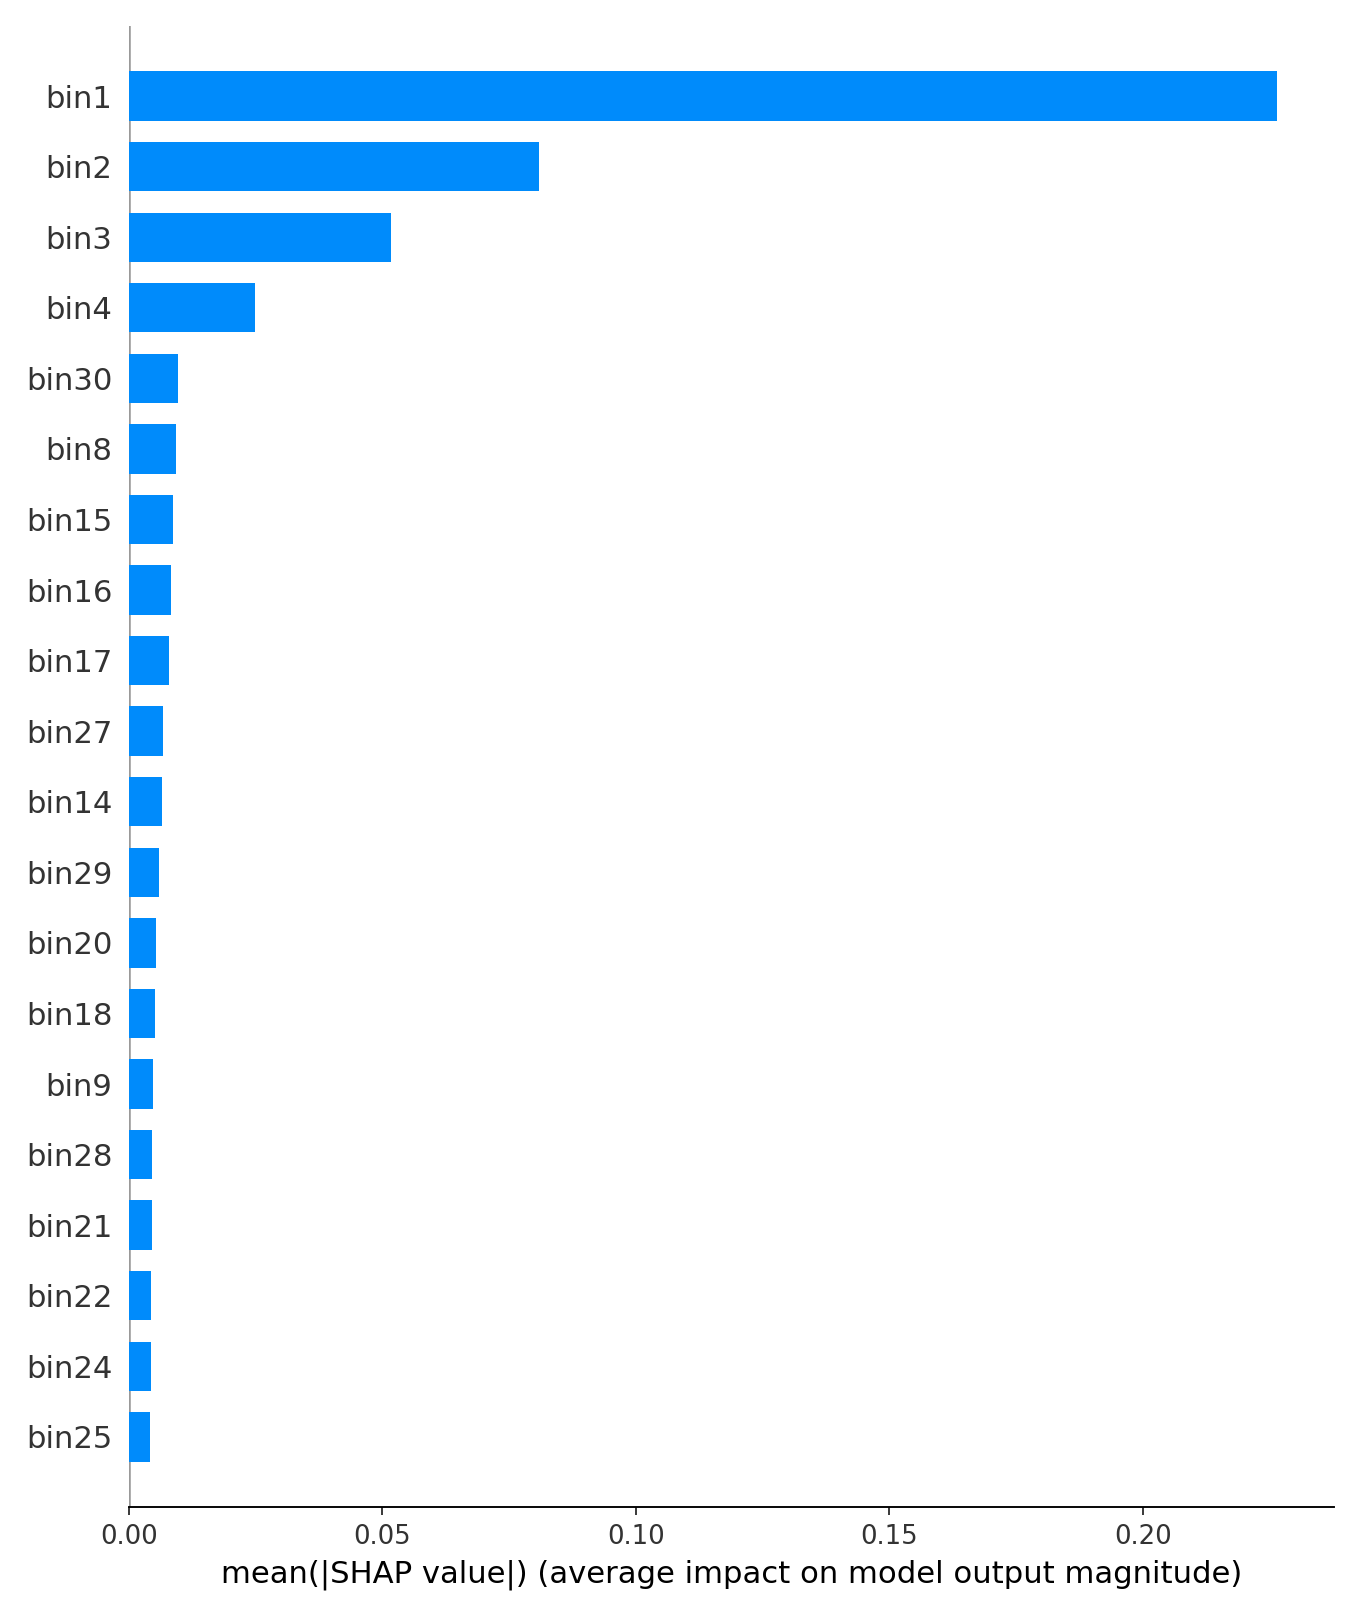 bin1
bin2
bin3
bin4
bin30
bin8
bin15
bin16
bin17
bin27
bin14
bin29
bin20
bin18
bin9
bin28
bin21
bin22
bin24
bin25
0.00 0.05 0.10 0.15 0.20
mean(|SHAP value|) (average impact on model output magnitude)